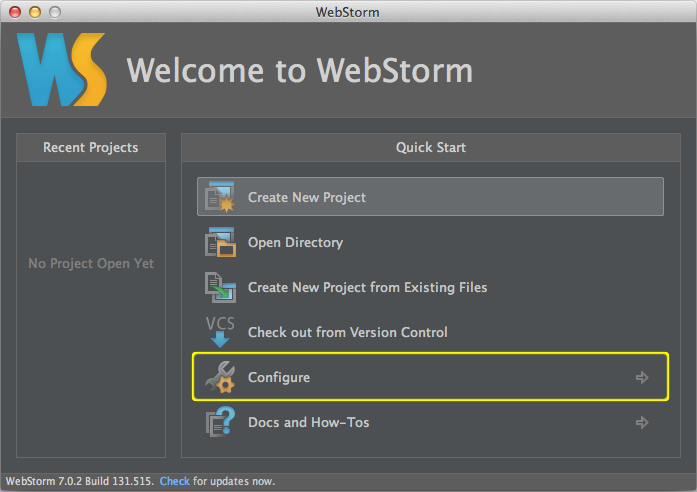 WebStorm
WS
Welcome to WebStorm
Recent Projects
Quick Start
No Project Open Yet
Create New Project
Open Directory
Create New Project from Existing Files
VCS
Check out from Version Control
Configure
?
Docs and How-Tos
WebStorm 7.0.2 Build 131.515. Check for updates now.